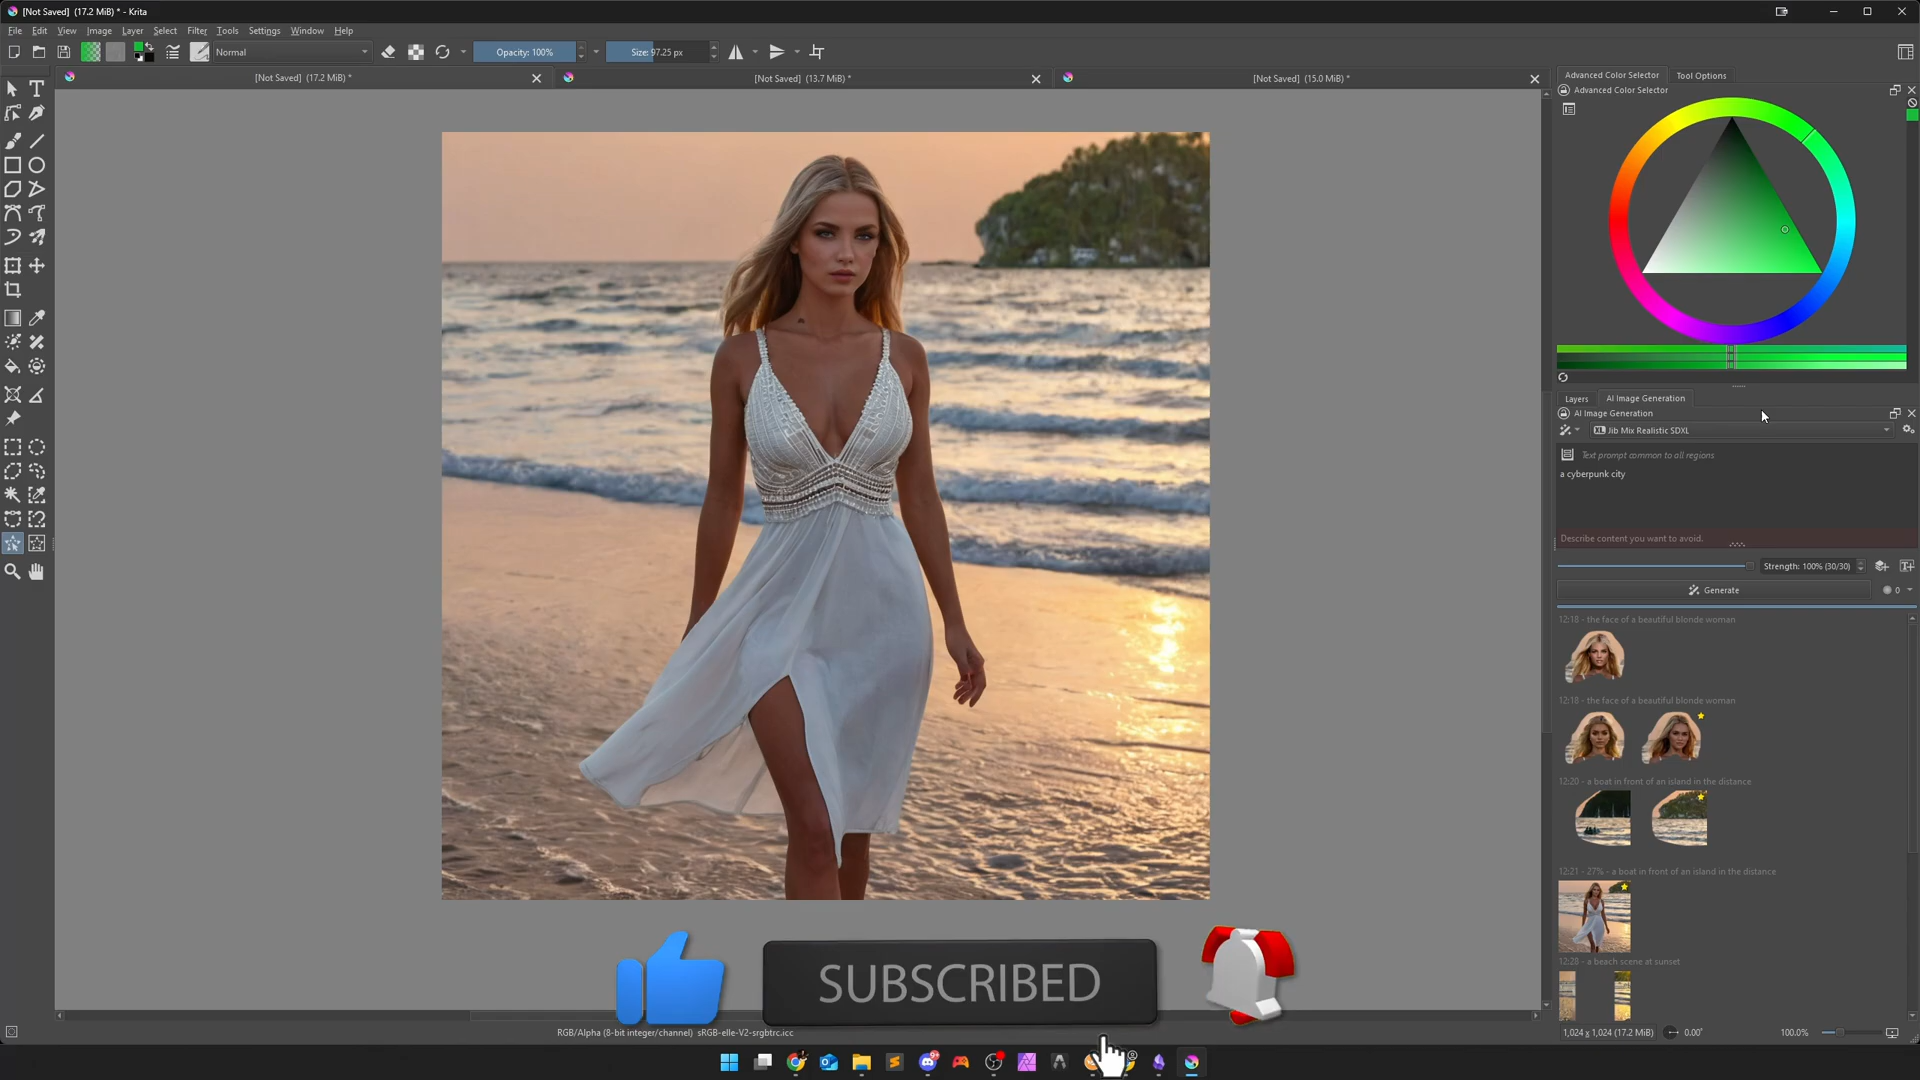 [Not Saved] (17.2 MiB) * - Krita
File Edit View Image Layer Select Filter Tools Settings Window Help
Normal
Opacity: 100%
Size: 97.25 px
[Not Saved] (17.2 MiB) *
[Not Saved] (13.7 MiB) *
[Not Saved] (15.0 MiB) *
Advanced Color Selector
Tool Options
Advanced Color Selector
Layers
AI Image Generation
AI Image Generation
XL Jib Mix Realistic SDXL
Text prompt common to all regions
a cyberpunk city
Describe content you want to avoid.
Strength: 100% (30/30)
Generate
0
12:18 - the face of a beautiful blonde woman
12:18 - the face of a beautiful blonde woman
12:20 - a boat in front of an island in the distance
12:21 - 27% - a boat in front of an island in the distance
12:28 - a beach scene at sunset
SUBSCRIBED
RGB/Alpha (8-bit integer/channel) sRGB-elle-V2-srgbtrc.icc
1,024 x 1,024 (17.2 MiB)
0.00°
100.0%